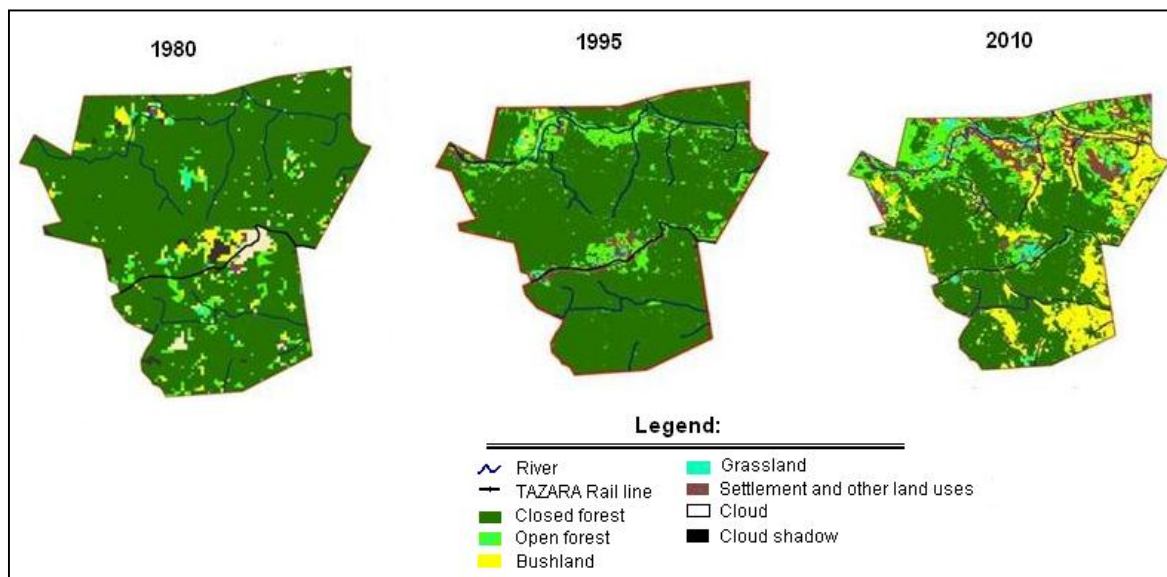 1980
1995
2010
Legend:
River
TAZARA Rail line
Closed forest
Open forest
Bushland
Grassland
Settlement and other land uses
Cloud
Cloud shadow